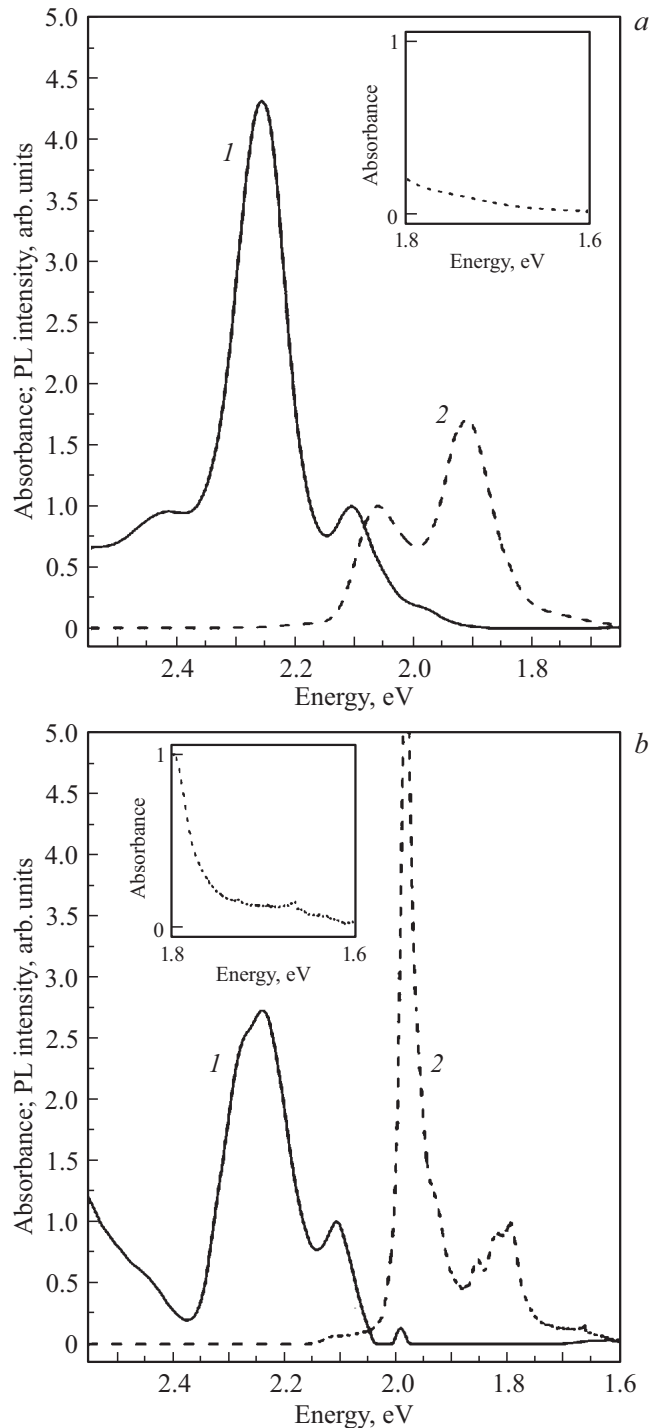 a
5.0
4.5
4.0
3.5
3.0
2.5
2.0
1.5
1.0
0.5
0
Absorbance; PL intensity, arb. units
1
2
1
0
Absorbance
1.8 1.6
Energy, eV
2.4 2.2 2.0 1.8
Energy, eV
b
5.0
4.5
4.0
3.5
3.0
2.5
2.0
1.5
1.0
0.5
0
Absorbance; PL intensity, arb. units
1
0
Absorbance
1.8 1.6
Energy, eV
1
2
2.4 2.2 2.0 1.8 1.6
Energy, eV